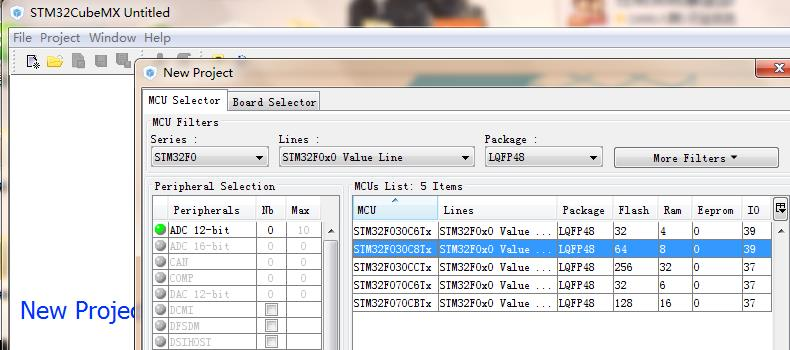 STM32CubeMX Untitled
File Project Window Help
New Project
MCU Selector Board Selector
MCU Filters
Series : Lines : Package :
STM32F0 STM32F0x0 Value Line LQFP48 More Filters
Peripheral Selection MCUs List: 5 Items
Peripherals Nb Max MCU Lines Package Flash Ram Eeprom IO
ADC 12-bit 0 10 STM32F030C6Tx STM32F0x0 Value ... LQFP48 32 4 0 39
ADC 16-bit 0 0 STM32F030C8Tx STM32F0x0 Value ... LQFP48 64 8 0 39
CAN 0 0 STM32F030CCTx STM32F0x0 Value ... LQFP48 256 32 0 37
COMP 0 0 STM32F070C6Tx STM32F0x0 Value ... LQFP48 32 6 0 37
DAC 12-bit 0 0 STM32F070CBTx STM32F0x0 Value ... LQFP48 128 16 0 37
New Projec
DCMI
DFSDM
DSIHOST